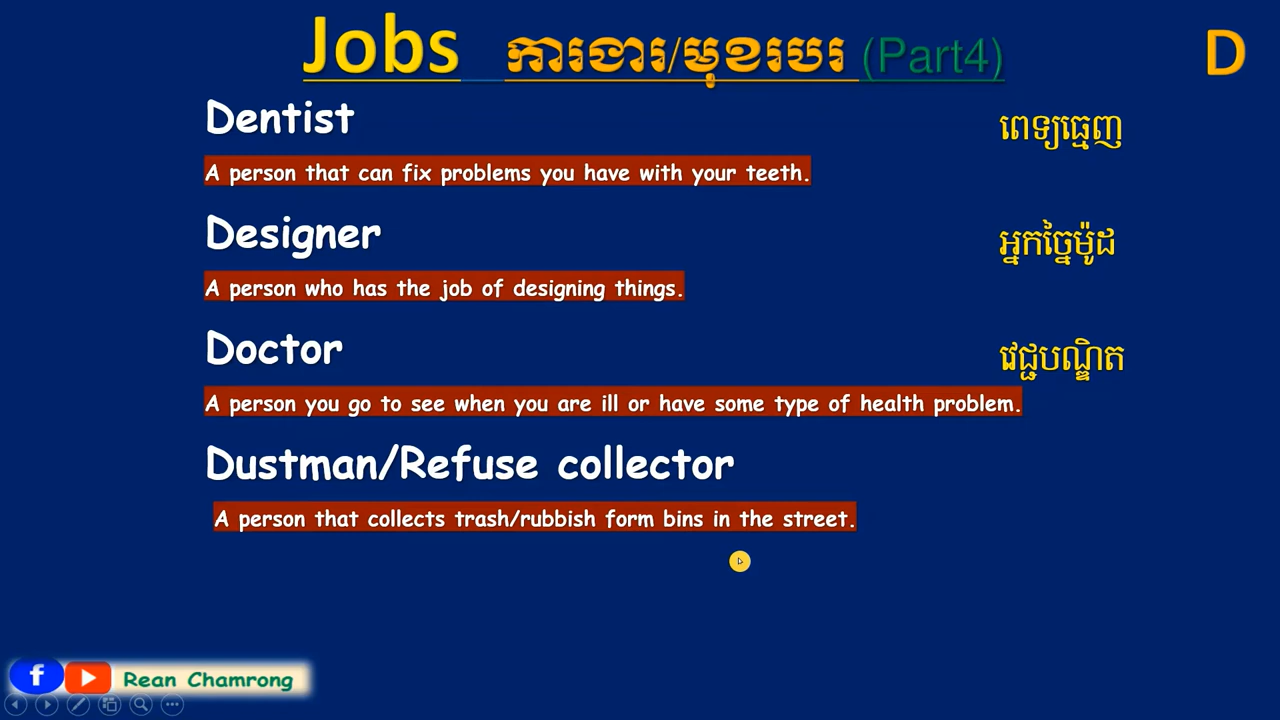 Jobs ការងារ/មុខរបរ (Part4) D
Dentist ពេទ្យធ្មេញ
A person that can fix problems you have with your teeth.
Designer អ្នកច្នៃម៉ូដ
A person who has the job of designing things.
Doctor វេជ្ជបណ្ឌិត
A person you go to see when you are ill or have some type of health problem.
Dustman/Refuse collector
A person that collects trash/rubbish form bins in the street.
f Rean Chamrong